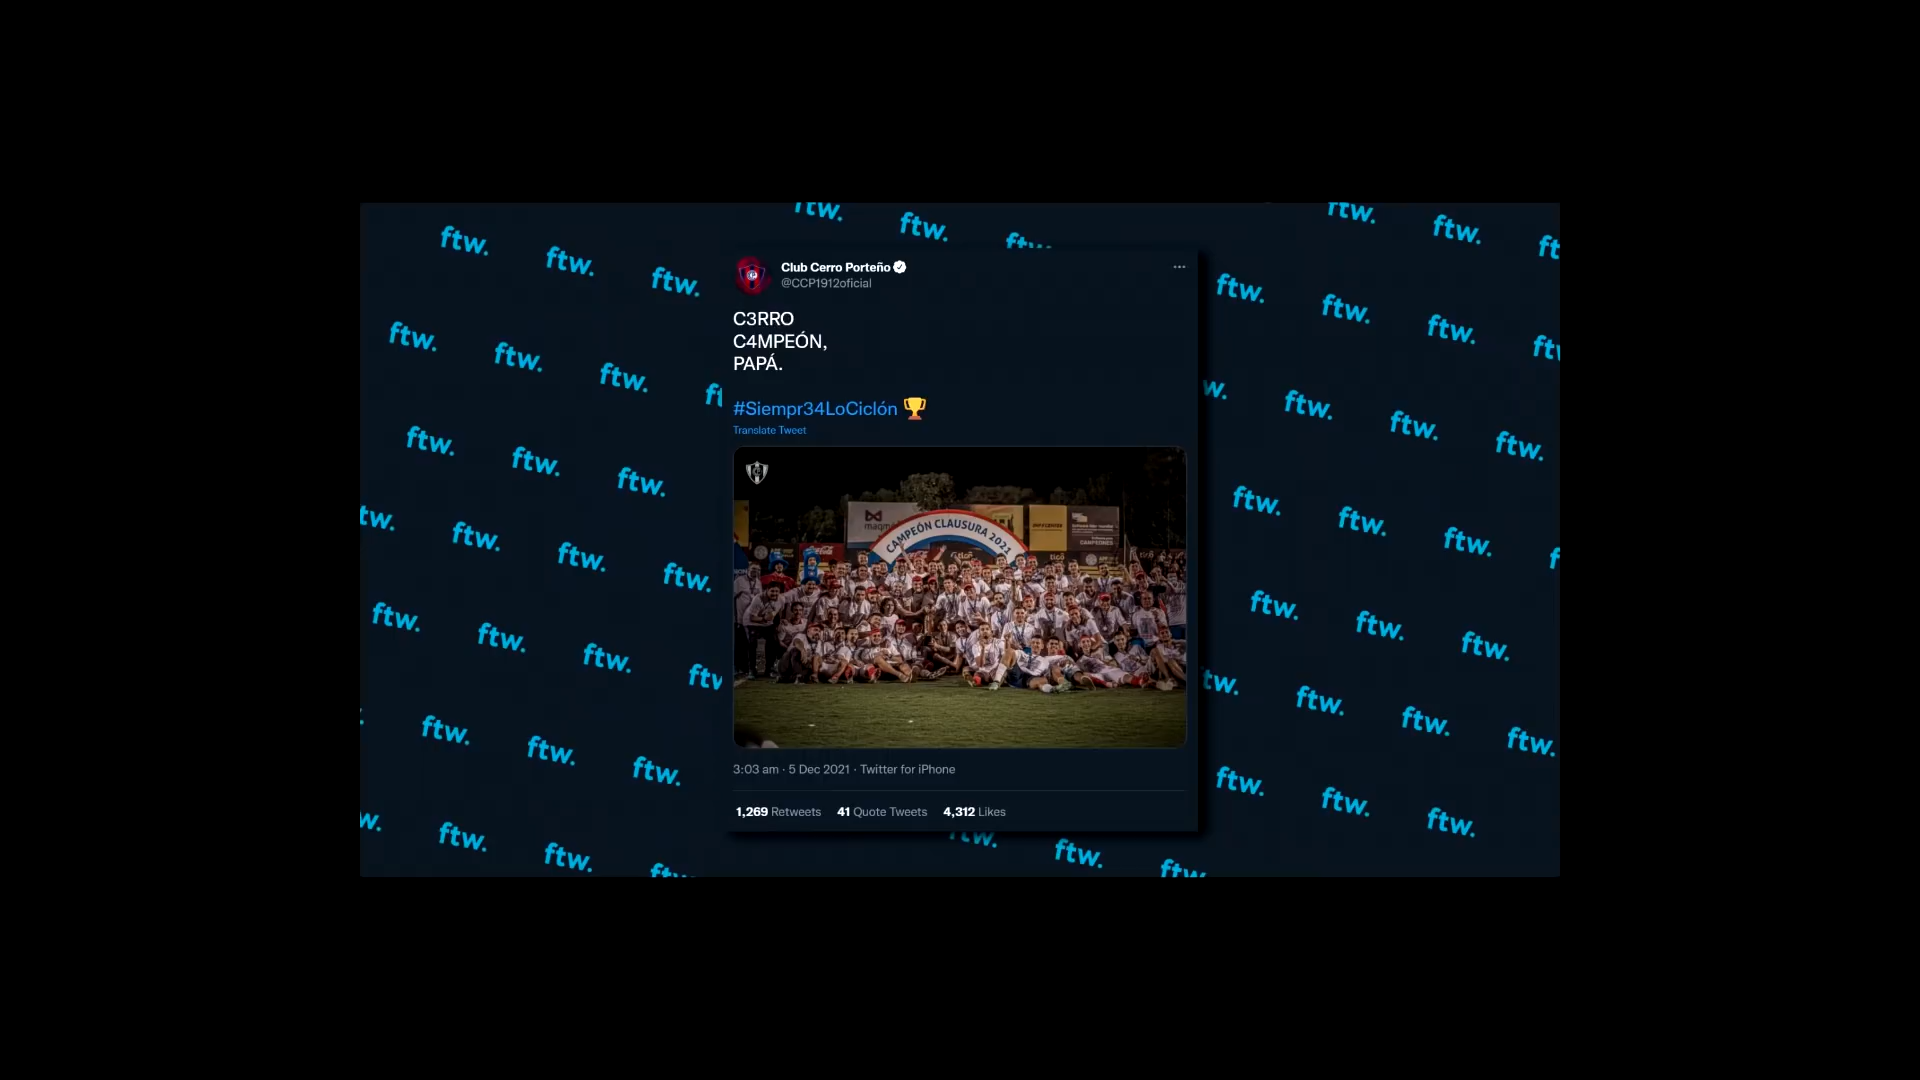 ftw.
Club Cerro Porteño
@CCP1912oficial
C3RRO
C4MPEÓN,
PAPÁ.
#Siempr34LoCiclón 🏆
Translate Tweet
CAMPEÓN CLAUSURA 2021
tigo
3:03 am · 5 Dec 2021 · Twitter for iPhone
1,269 Retweets 41 Quote Tweets 4,312 Likes